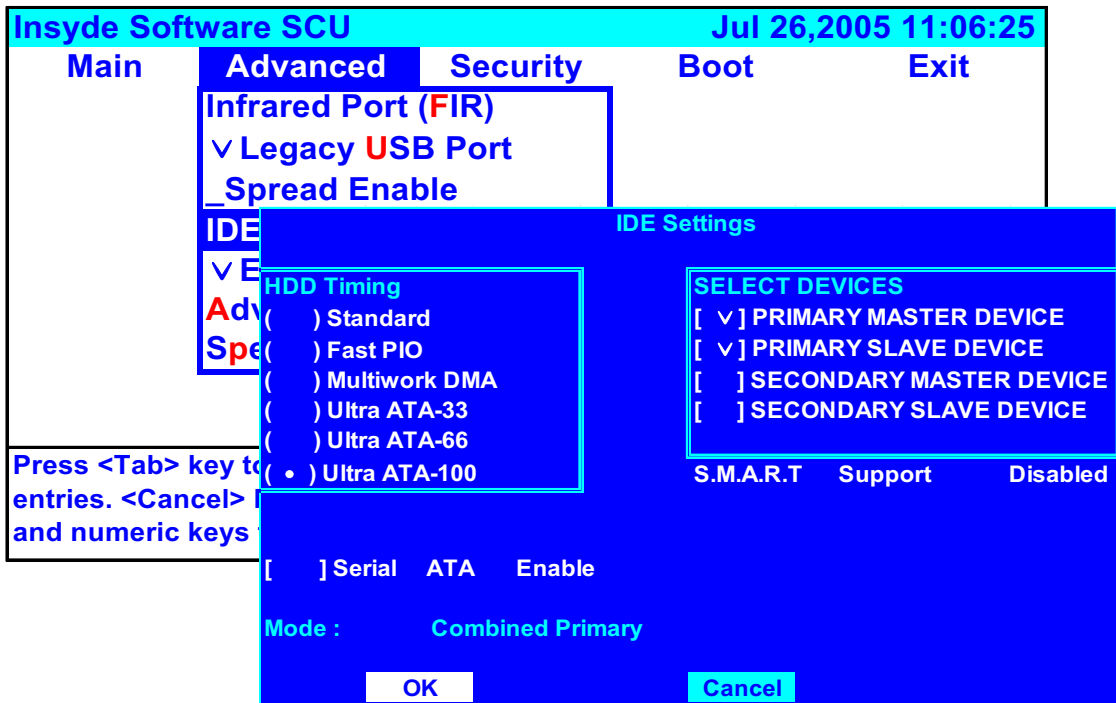 Insyde Software SCU Jul 26,2005 11:06:25
Main Advanced Security Boot Exit
Infrared Port (FIR)
∨ Legacy USB Port
_Spread Enable
IDE
∨ E
Adv
Spe
Press <Tab> key to
entries. <Cancel>
and numeric keys
IDE Settings
HDD Timing
( ) Standard
( ) Fast PIO
( ) Multiwork DMA
( ) Ultra ATA-33
( ) Ultra ATA-66
( • ) Ultra ATA-100
SELECT DEVICES
[ ∨ ] PRIMARY MASTER DEVICE
[ ∨ ] PRIMARY SLAVE DEVICE
[ ] SECONDARY MASTER DEVICE
[ ] SECONDARY SLAVE DEVICE
S.M.A.R.T Support Disabled
[ ] Serial ATA Enable
Mode : Combined Primary
OK Cancel